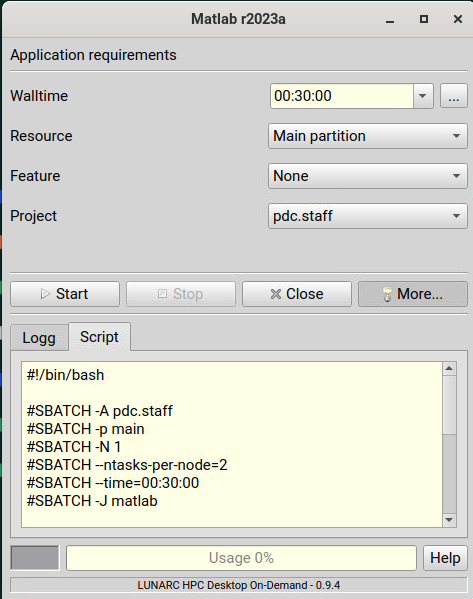 Matlab r2023a
Application requirements
Walltime 00:30:00 ...
Resource Main partition
Feature None
Project pdc.staff
Start Stop Close More...
Logg Script
#!/bin/bash
#SBATCH -A pdc.staff
#SBATCH -p main
#SBATCH -N 1
#SBATCH --ntasks-per-node=2
#SBATCH --time=00:30:00
#SBATCH -J matlab
Usage 0% Help
LUNARC HPC Desktop On-Demand - 0.9.4